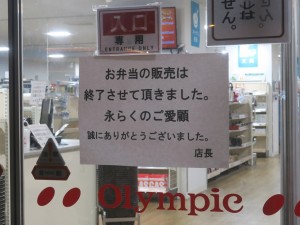 入口
専用
ENTRANCE ONLY
せん。
お弁当の販売は
終了させて頂きました。
永らくのご愛顧
誠にありがとうございました。
店長
Olympic